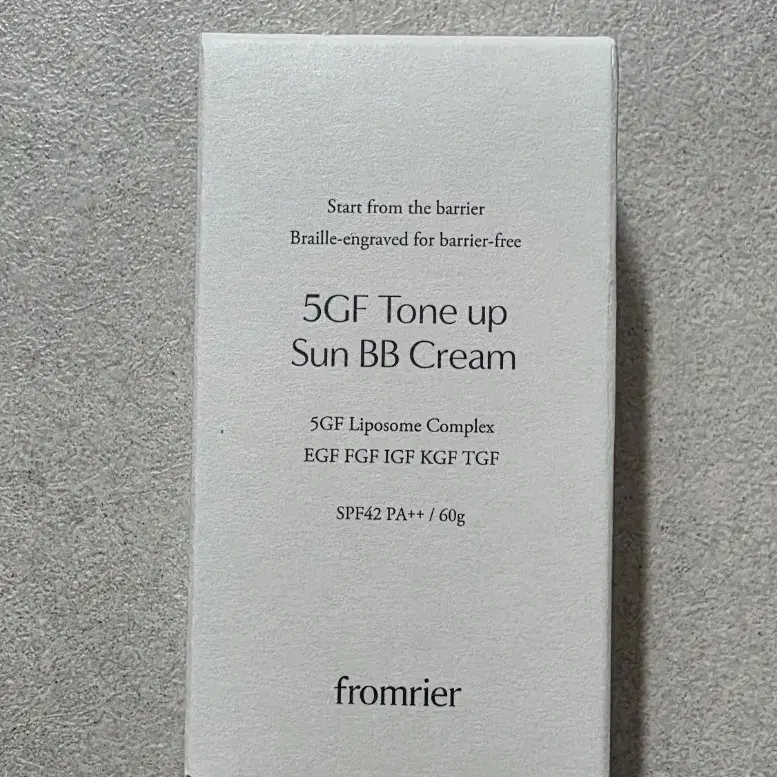 Start from the barrier
Braille-engraved for barrier-free
5GF Tone up
Sun BB Cream
5GF Liposome Complex
EGF FGF IGF KGF TGF
SPF42 PA++ / 60g
fromrier